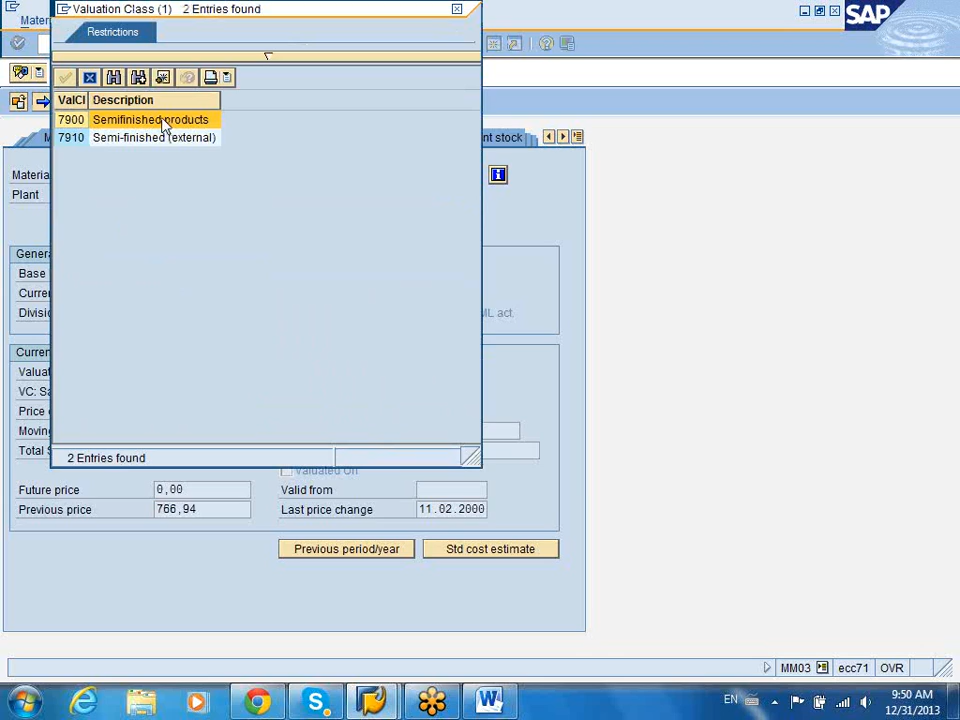 Valuation Class (1)   2 Entries found
Mater
SAP
Restrictions
ValCl Description
7900 Semifinished products
7910 Semi-finished (external)
nt stock
Materia
Plant
Genera
Base
Curre
Divisi
ML act
Curren
Valuat
VC: Sa
Price
Moving
Total S
2 Entries found
Valuated On
Future price 0,00 Valid from
Previous price 766,94 Last price change 11.02.2000
Previous period/year Std cost estimate
MM03 ecc71 OVR
EN 9:50 AM
12/31/2013